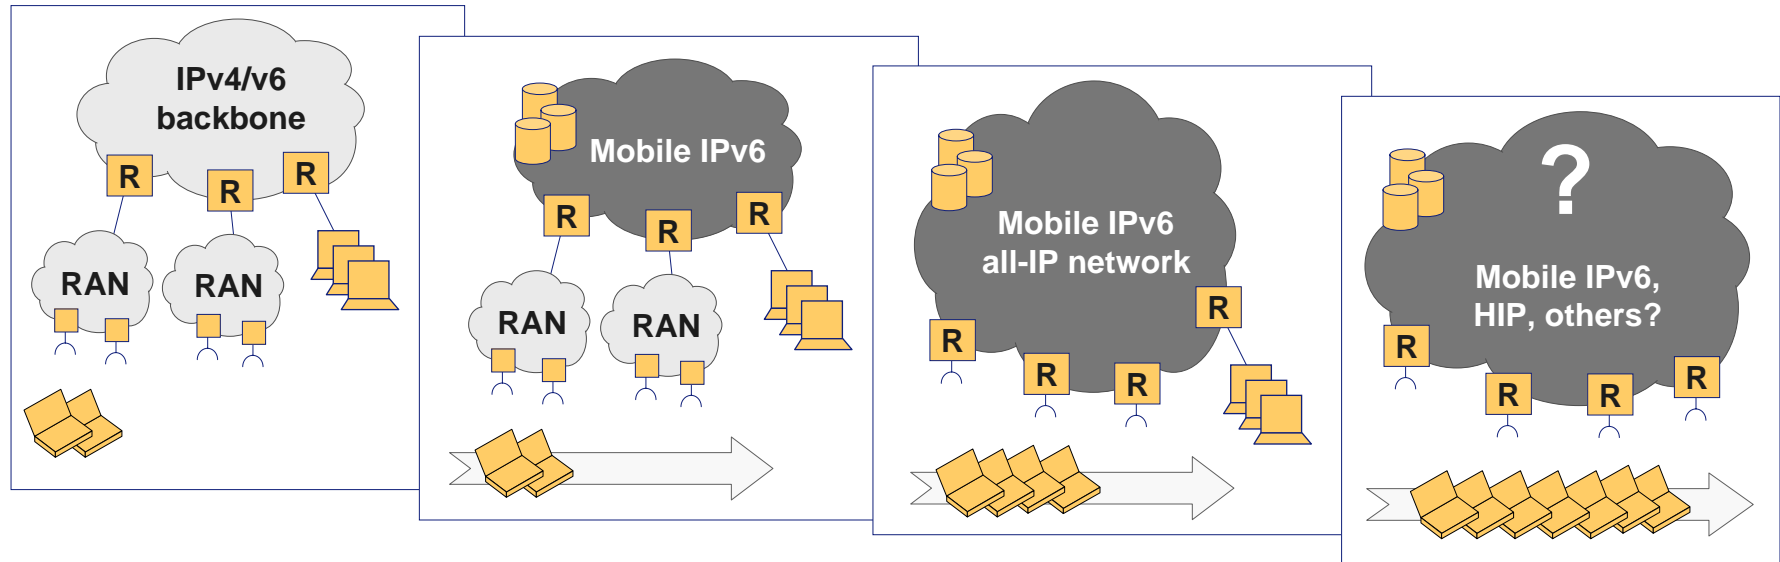 IPv4/v6
backbone
R
R
R
RAN
RAN
Mobile IPv6
R
R
R
RAN
RAN
Mobile IPv6
all-IP network
R
R
R
R
?
Mobile IPv6,
HIP, others?
R
R
R
R